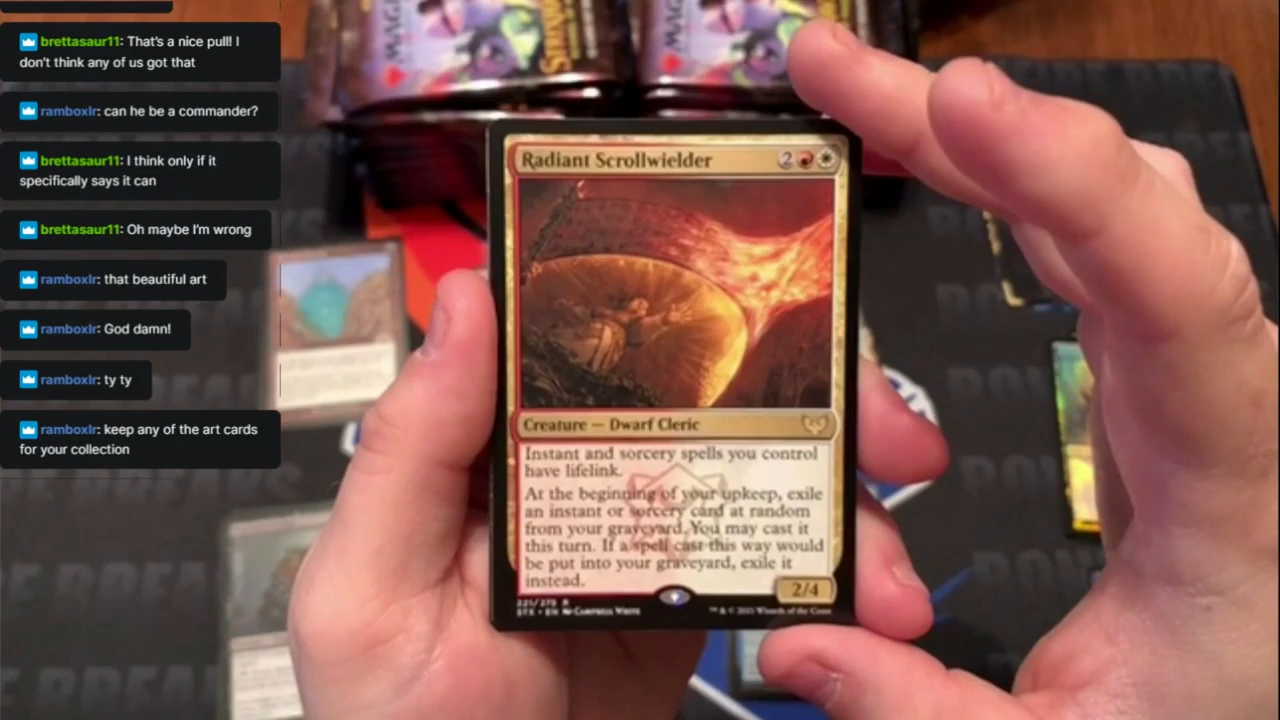 brettasaur11: That's a nice pull! I
don't think any of us got that
ramboxlr: can he be a commander?
brettasaur11: I think only if it
specifically says it can
brettasaur11: Oh maybe I'm wrong
ramboxlr: that beautiful art
ramboxlr: God damn!
ramboxlr: ty ty
ramboxlr: keep any of the art cards
for your collection
MAGIC
STRIXHAVEN
MAGIC
Radiant Scrollwielder 2
Creature — Dwarf Cleric
Instant and sorcery spells you control
have lifelink.
At the beginning of your upkeep, exile
an instant or sorcery card at random
from your graveyard. You may cast it
this turn. If a spell cast this way would
be put into your graveyard, exile it
instead.
2/4
221/275 R
STX • EN Campbell White
™ & © 2021 Wizards of the Coast